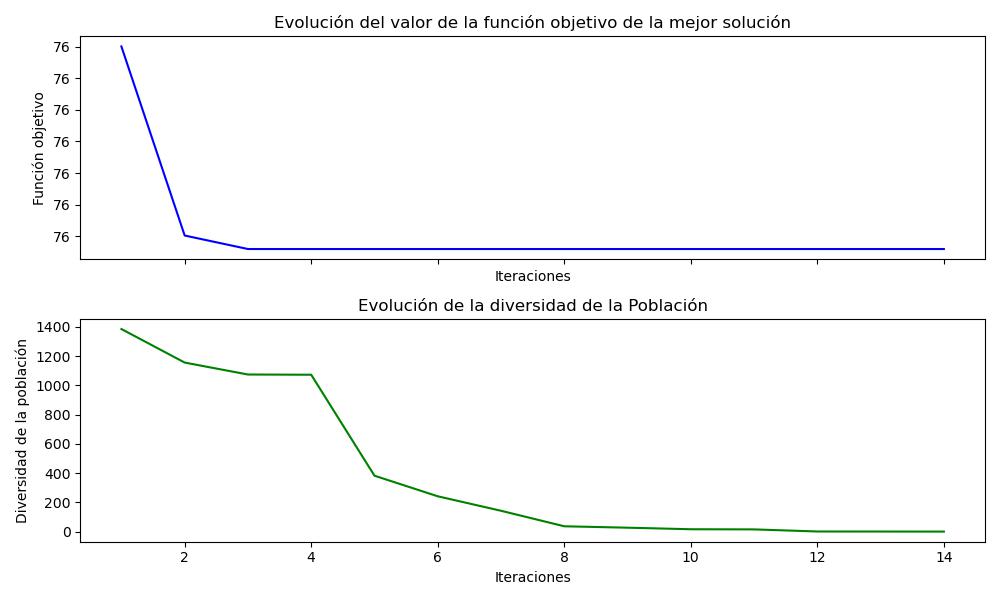 Evolución del valor de la función objetivo de la mejor solución
76
76
76
76
76
76
76
Función objetivo
Iteraciones
Evolución de la diversidad de la Población
1400
1200
1000
800
600
400
200
0
Diversidad de la población
2 4 6 8 10 12 14
Iteraciones